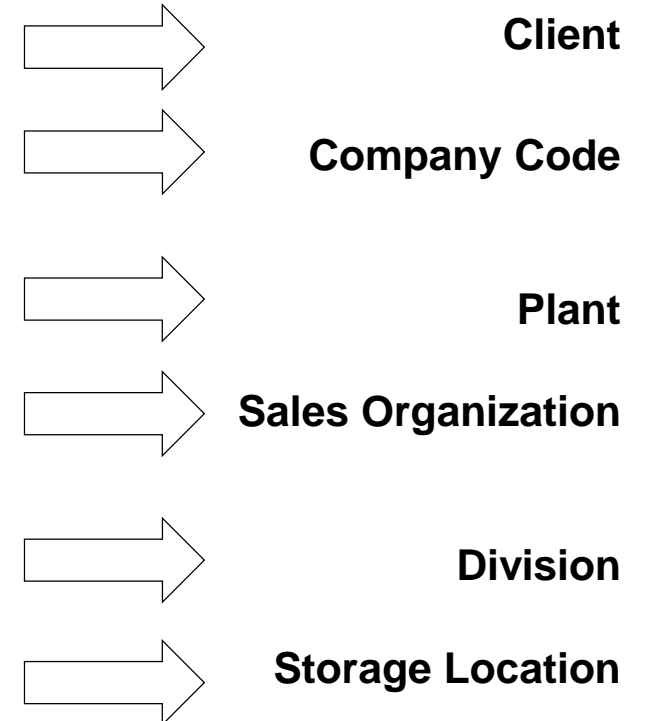 Client
Company Code
Plant
Sales Organization
Division
Storage Location